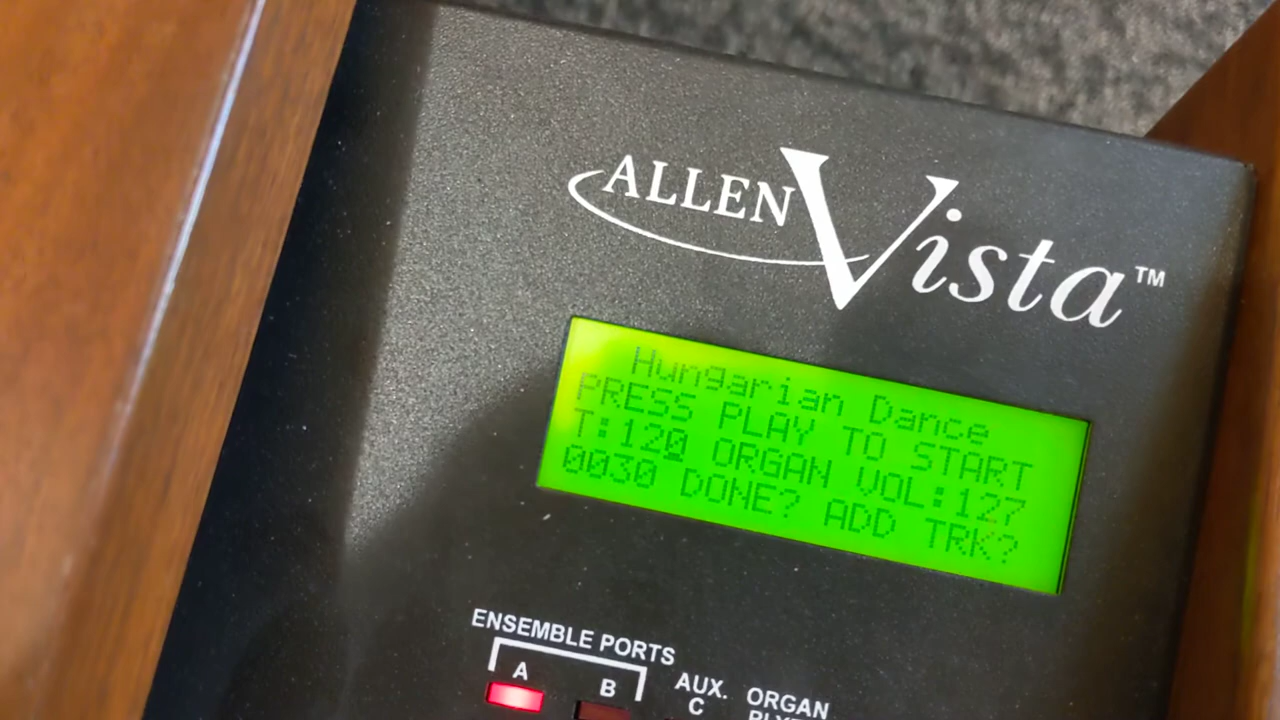 ALLEN Vista™
Hungarian Dance
PRESS PLAY TO START
T:120 ORGAN VOL:127
0030 DONE? ADD TRK?
ENSEMBLE PORTS
A
B
AUX.
C
ORGAN